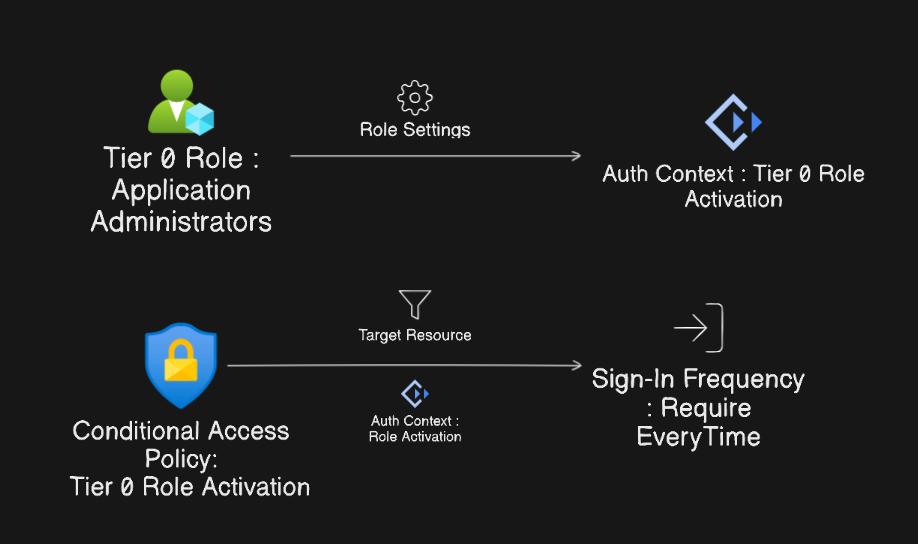 Role Settings
Tier 0 Role :
Application
Administrators
Auth Context : Tier 0 Role
Activation
Target Resource
Auth Context :
Role Activation
Conditional Access
Policy:
Tier 0 Role Activation
Sign-In Frequency
: Require
EveryTime